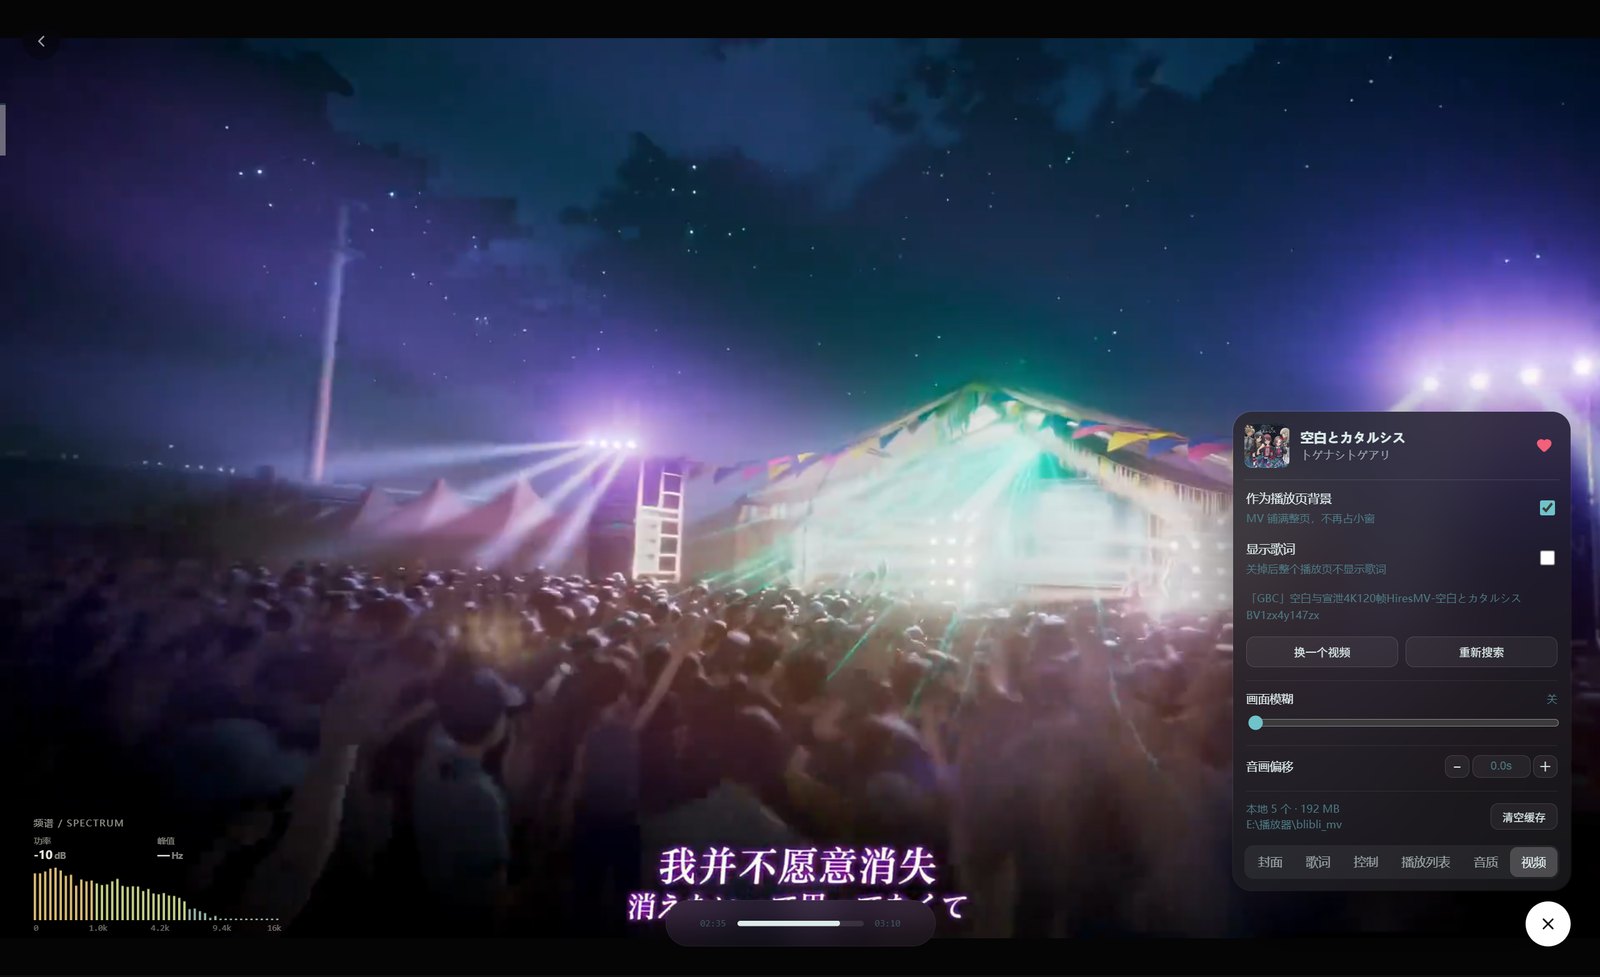 空白とカタルシス
トゲナシトゲアリ
作为播放页背景
MV 铺满整页，不再占小窗
显示歌词
关掉后整个播放页不显示歌词
「GBC」空白与宣泄4K120帧HiresMV-空白とカタルシス
BV1zx4y147zx
换一个视频 重新搜索
画面模糊 关
音画偏移 − 0.0s +
本地 5 个 · 192 MB
E:\播放器\blibli_mv
清空缓存
封面 歌词 控制 播放列表 音质 视频
频谱 / SPECTRUM
功率 峰值
-10 dB — Hz
0 1.0k 4.2k 9.4k 16k
我并不愿意消失
消え
02:35 03:10